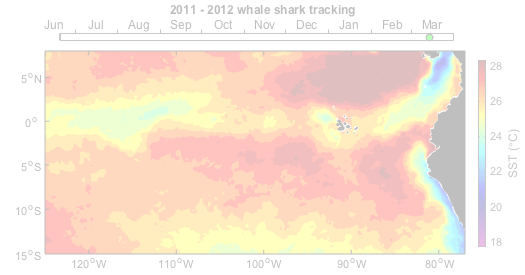 2011 - 2012 whale shark tracking
Jun Jul Aug Sep Oct Nov Dec Jan Feb Mar
5°N
0°
5°S
10°S
15°S
120°W 110°W 100°W 90°W 80°W
28
26
24
22
20
18
SST (°C)